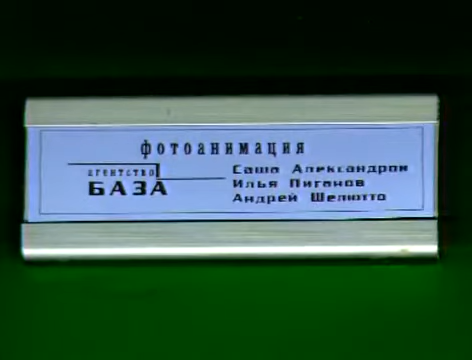 фотоанимация
агентство
БАЗА
Саша Александров
Илья Пиганов
Андрей Шелютто